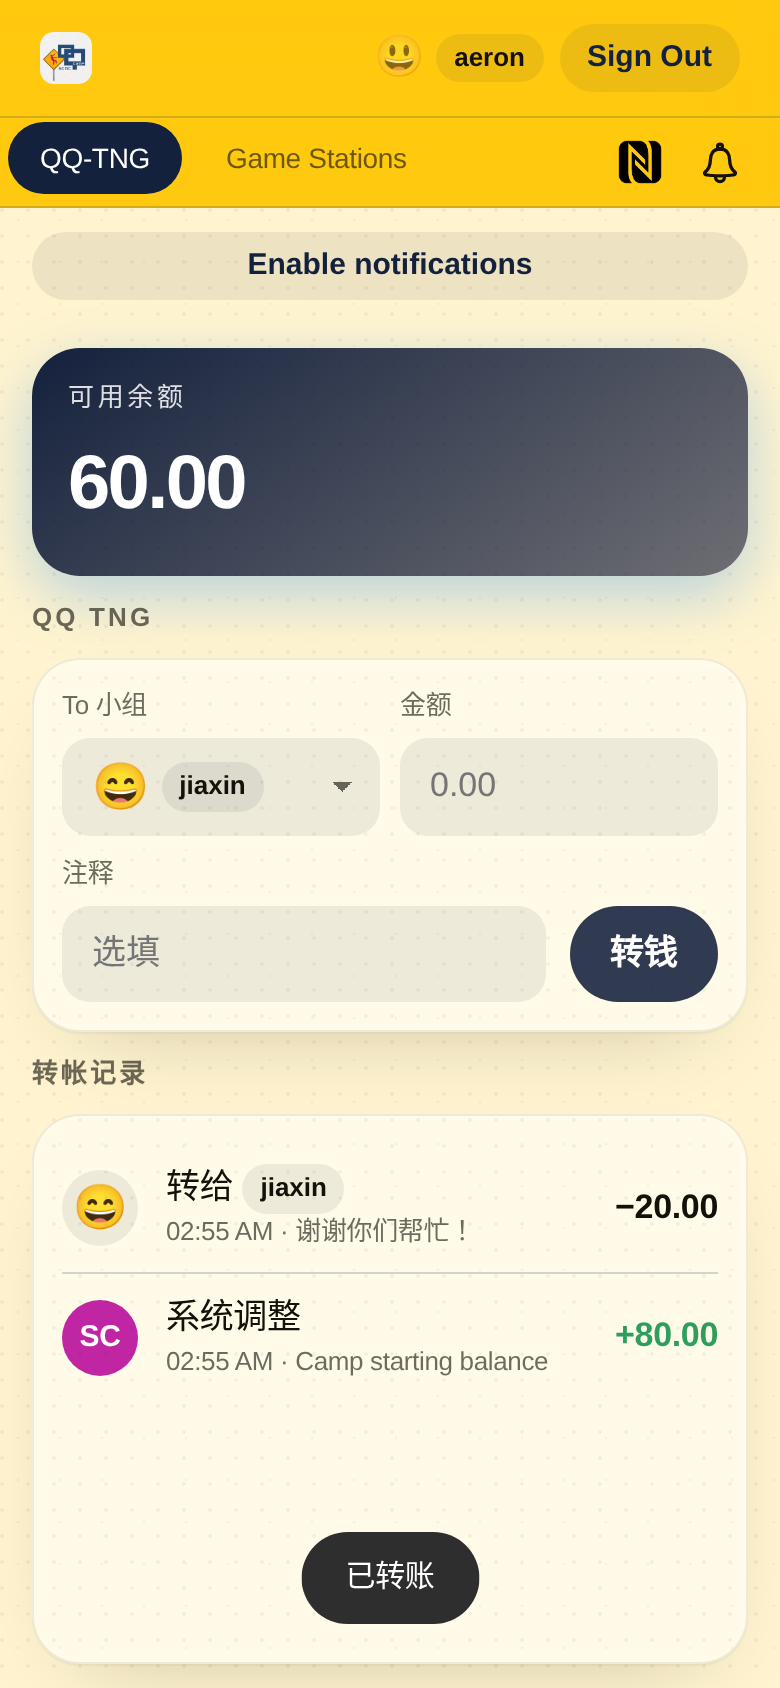 aeron
Sign Out
QQ-TNG
Game Stations
Enable notifications
可用余额
60.00
QQ TNG
To 小组
金额
jiaxin
0.00
注释
选填
转钱
转帐记录
转给 jiaxin
−20.00
02:55 AM · 谢谢你们帮忙！
SC
系统调整
+80.00
02:55 AM · Camp starting balance
已转账